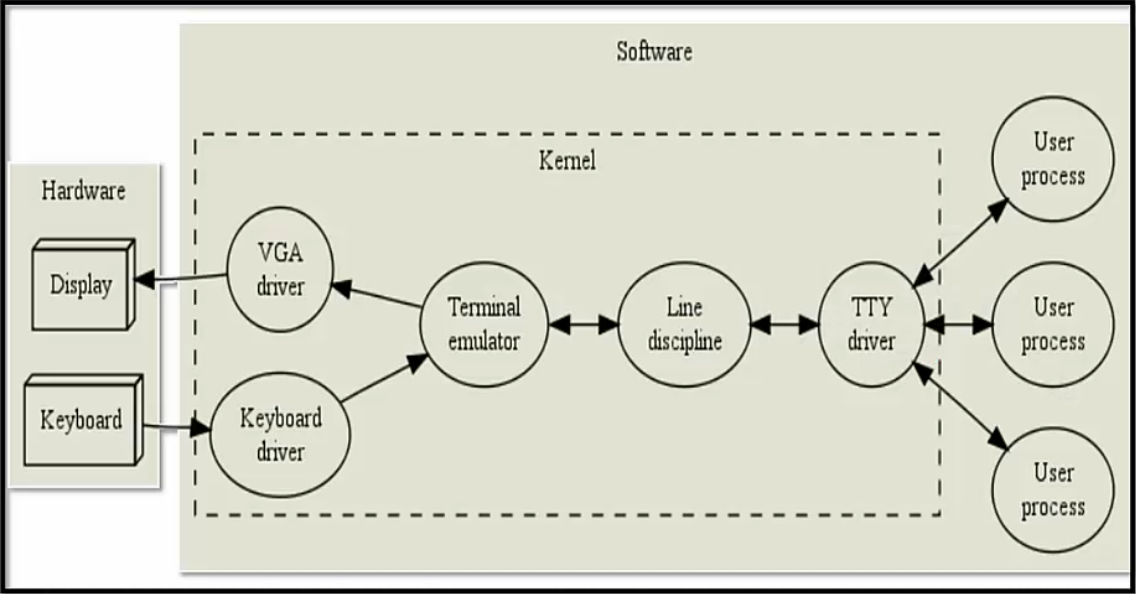 Software
Kernel
Hardware
Display
Keyboard
VGA
driver
Keyboard
driver
Terminal
emulator
Line
discipline
TTY
driver
User
process
User
process
User
process